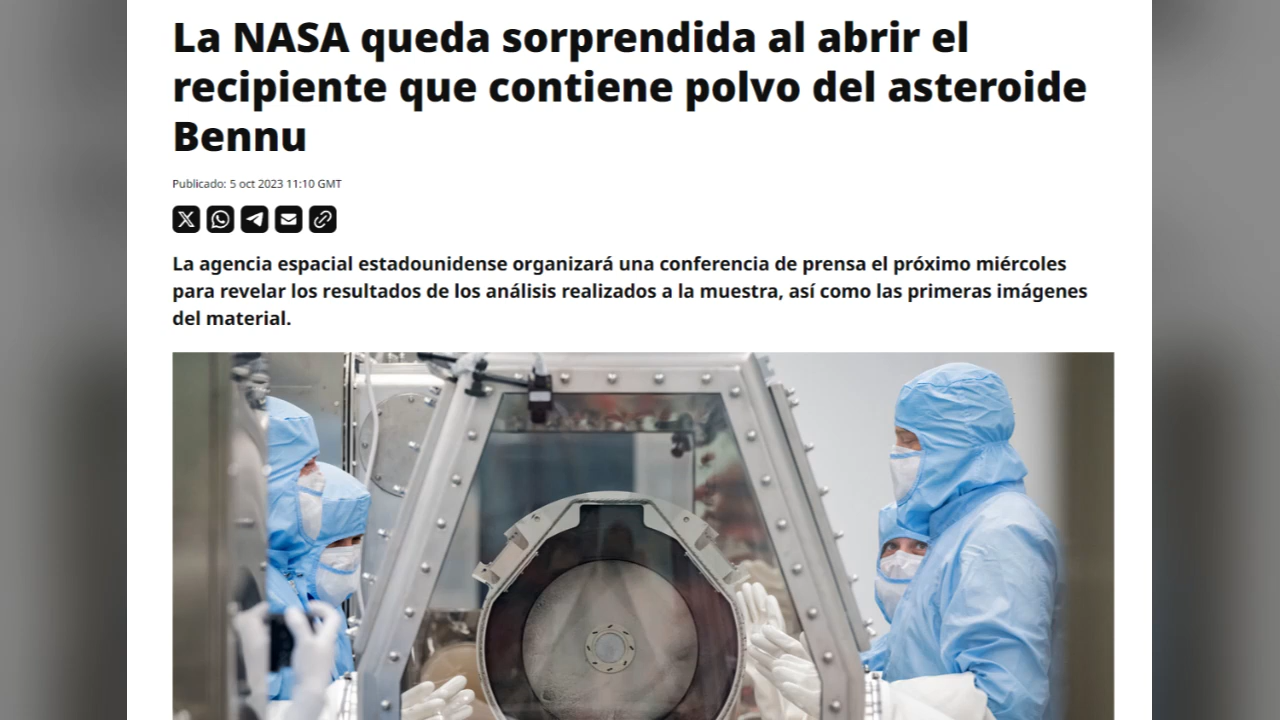 La NASA queda sorprendida al abrir el
recipiente que contiene polvo del asteroide
Bennu
Publicado: 5 oct 2023 11:10 GMT
La agencia espacial estadounidense organizará una conferencia de prensa el próximo miércoles
para revelar los resultados de los análisis realizados a la muestra, así como las primeras imágenes
del material.